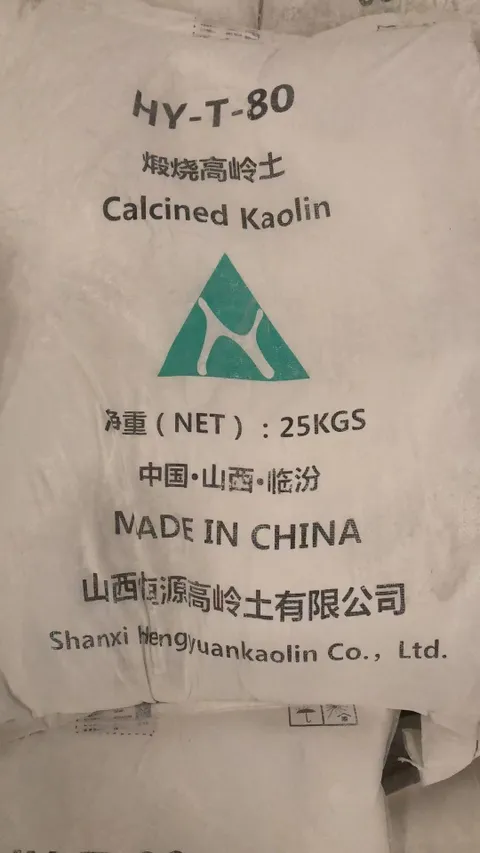 HY-T-80
煅烧高岭土
Calcined Kaolin
净重 ( NET ) : 25KGS
中国·山西·临汾
MADE IN CHINA
山西恒源高岭土有限公司
Shanxi Hengyuankaolin Co., Ltd.